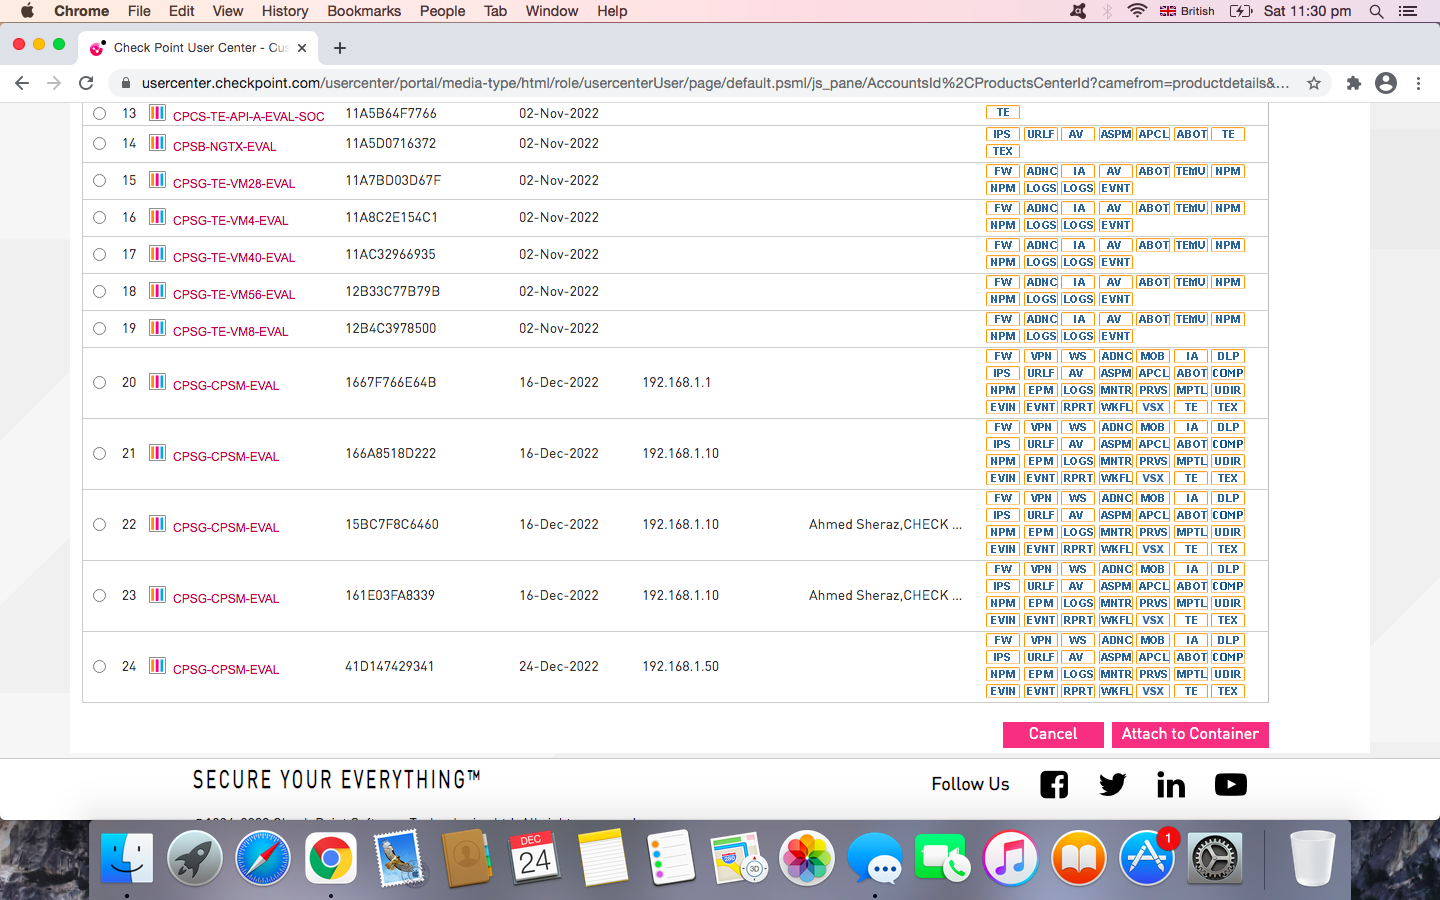 Chrome File Edit View History Bookmarks People Tab Window Help British Sat 11:30 pm
Check Point User Center - Cus
usercenter.checkpoint.com/usercenter/portal/media-type/html/role/usercenterUser/page/default.psml/js_pane/AccountsId%2CProductsCenterId?camefrom=productdetails&...
13 CPCS-TE-API-A-EVAL-SOC 11A5B64F7766 02-Nov-2022 TE
14 CPSB-NGTX-EVAL 11A5D0716372 02-Nov-2022 IPS URLF AV ASPM APCL ABOT TE
TEX
15 CPSG-TE-VM28-EVAL 11A7BD03D67F 02-Nov-2022 FW ADNC IA AV ABOT TEMU NPM
NPM LOGS LOGS EVNT
16 CPSG-TE-VM4-EVAL 11A8C2E154C1 02-Nov-2022 FW ADNC IA AV ABOT TEMU NPM
NPM LOGS LOGS EVNT
17 CPSG-TE-VM40-EVAL 11AC32966935 02-Nov-2022 FW ADNC IA AV ABOT TEMU NPM
NPM LOGS LOGS EVNT
18 CPSG-TE-VM56-EVAL 12B33C77B79B 02-Nov-2022 FW ADNC IA AV ABOT TEMU NPM
NPM LOGS LOGS EVNT
19 CPSG-TE-VM8-EVAL 12B4C3978500 02-Nov-2022 FW ADNC IA AV ABOT TEMU NPM
NPM LOGS LOGS EVNT
20 CPSG-CPSM-EVAL 1667F766E64B 16-Dec-2022 192.168.1.1 FW VPN WS ADNC MOB IA DLP
IPS URLF AV ASPM APCL ABOT COMP
NPM EPM LOGS MNTR PRVS MPTL UDIR
EVIN EVNT RPRT WKFL VSX TE TEX
21 CPSG-CPSM-EVAL 166A8518D222 16-Dec-2022 192.168.1.10 FW VPN WS ADNC MOB IA DLP
IPS URLF AV ASPM APCL ABOT COMP
NPM EPM LOGS MNTR PRVS MPTL UDIR
EVIN EVNT RPRT WKFL VSX TE TEX
22 CPSG-CPSM-EVAL 15BC7F8C6460 16-Dec-2022 192.168.1.10 Ahmed Sheraz,CHECK ... FW VPN WS ADNC MOB IA DLP
IPS URLF AV ASPM APCL ABOT COMP
NPM EPM LOGS MNTR PRVS MPTL UDIR
EVIN EVNT RPRT WKFL VSX TE TEX
23 CPSG-CPSM-EVAL 161E03FA8339 16-Dec-2022 192.168.1.10 Ahmed Sheraz,CHECK ... FW VPN WS ADNC MOB IA DLP
IPS URLF AV ASPM APCL ABOT COMP
NPM EPM LOGS MNTR PRVS MPTL UDIR
EVIN EVNT RPRT WKFL VSX TE TEX
24 CPSG-CPSM-EVAL 41D147429341 24-Dec-2022 192.168.1.50 FW VPN WS ADNC MOB IA DLP
IPS URLF AV ASPM APCL ABOT COMP
NPM EPM LOGS MNTR PRVS MPTL UDIR
EVIN EVNT RPRT WKFL VSX TE TEX
Cancel Attach to Container
SECURE YOUR EVERYTHING™ Follow Us
DEC
24
280
3D
1